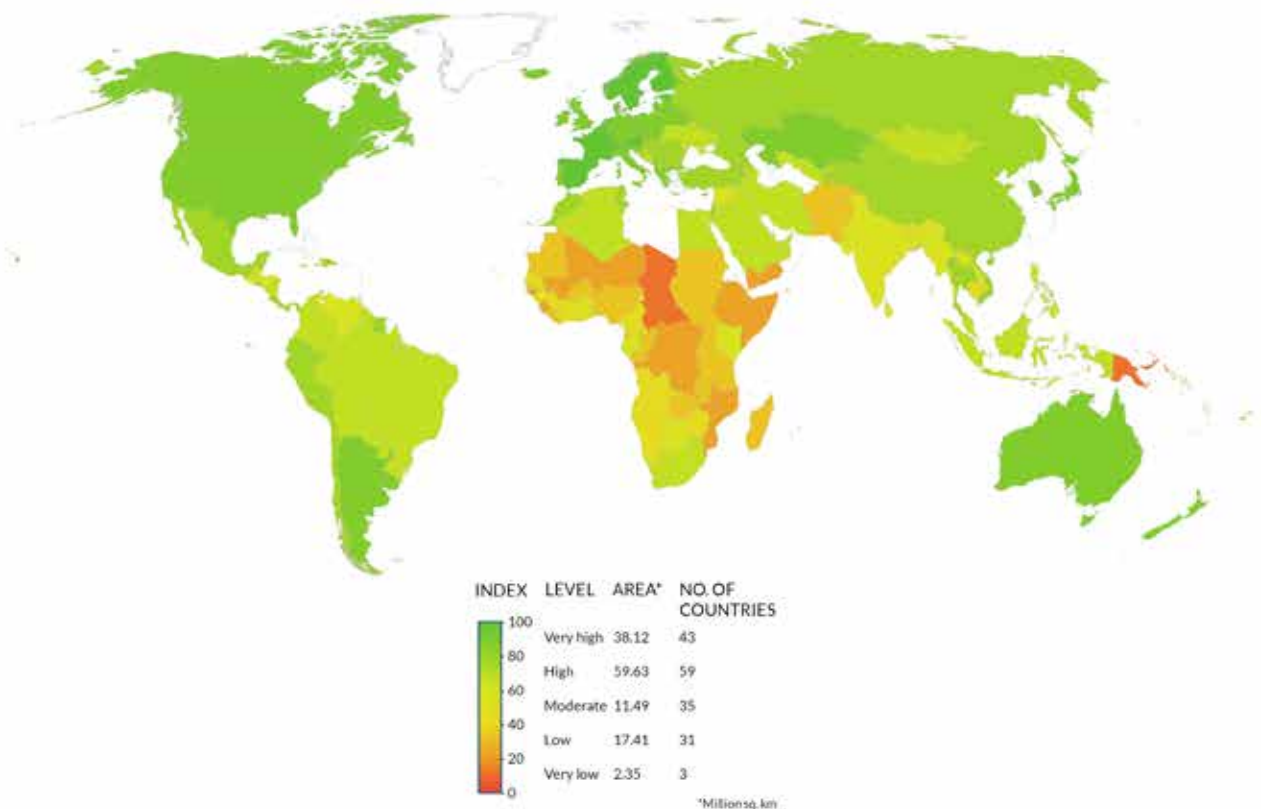 INDEX LEVEL AREA* NO. OF
COUNTRIES
100
Very high 38.12 43
80
High 59.63 59
60
Moderate 11.49 35
40
Low 17.41 31
20
Very low 2.35 3
0
*Million sq. km